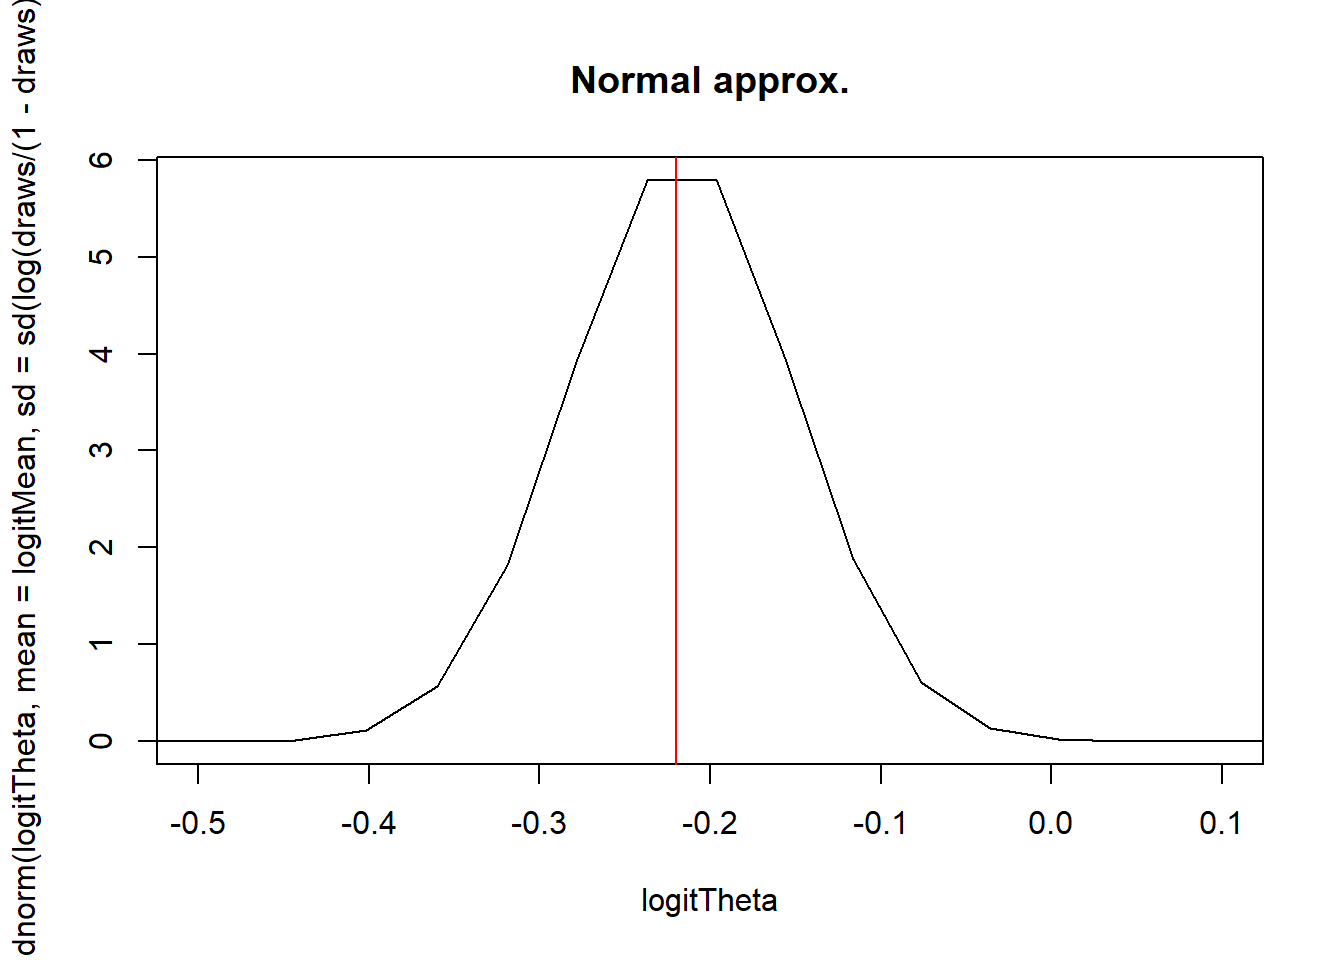 Normal approx.
dnorm(logitTheta, mean = logitMean, sd = sd(log(draws/(1 - draws)
6
5
4
3
2
1
0
-0.5 -0.4 -0.3 -0.2 -0.1 0.0 0.1
logitTheta